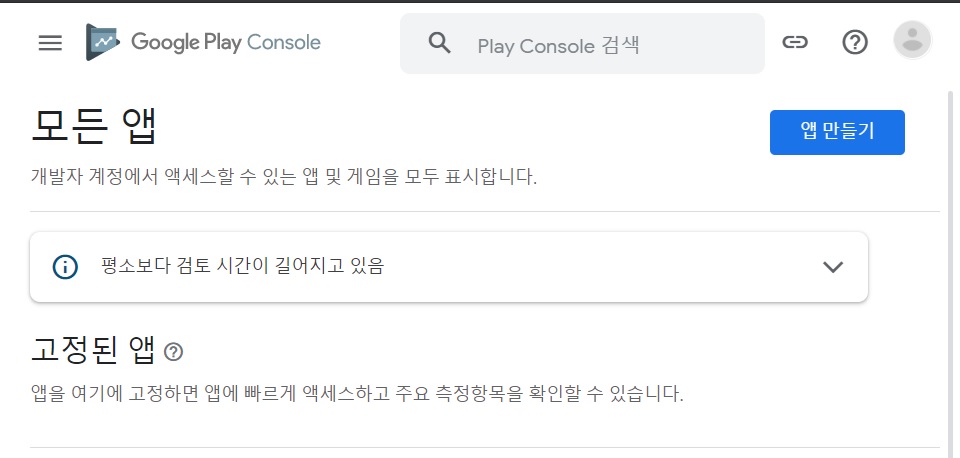 Google Play Console
Play Console 검색
모든 앱
앱 만들기
개발자 계정에서 액세스할 수 있는 앱 및 게임을 모두 표시합니다.
평소보다 검토 시간이 길어지고 있음
고정된 앱
앱을 여기에 고정하면 앱에 빠르게 액세스하고 주요 측정항목을 확인할 수 있습니다.